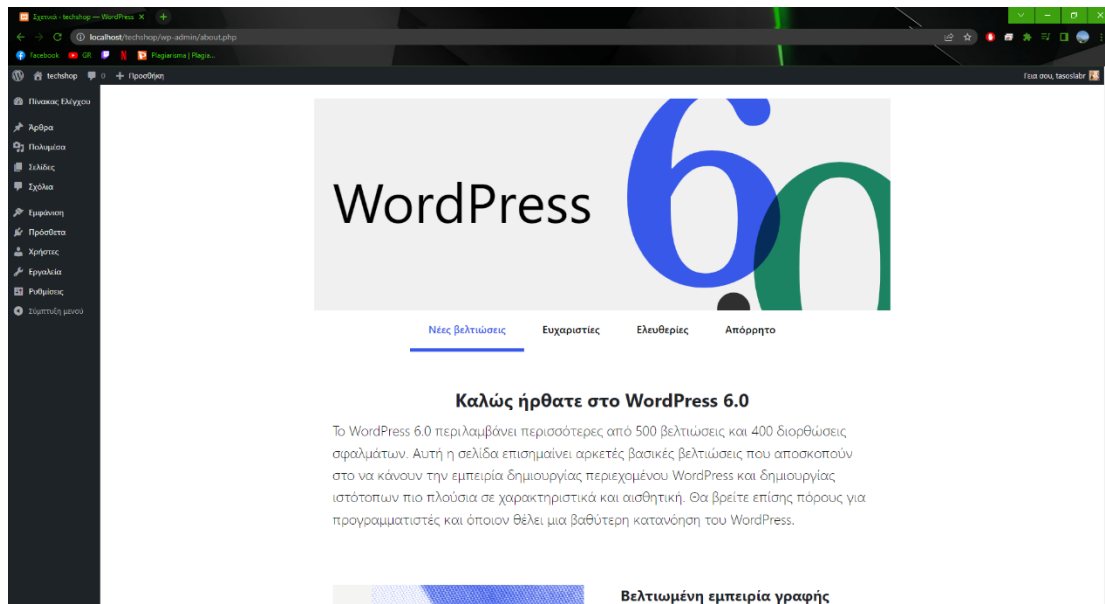 Σχετικά ‹ techshop — WordPress
localhost/techshop/wp-admin/about.php
Facebook GR Plagiarisma | Plagia...
techshop 0 Προσθήκη
Γεια σου, tasoslabr
Πίνακας Ελέγχου
Άρθρα
Πολυμέσα
Σελίδες
Σχόλια
Εμφάνιση
Πρόσθετα
Χρήστες
Εργαλεία
Ρυθμίσεις
Σύμπτυξη μενού
WordPress 6.0
Νέες βελτιώσεις Ευχαριστίες Ελευθερίες Απόρρητο
Καλώς ήρθατε στο WordPress 6.0
Το WordPress 6.0 περιλαμβάνει περισσότερες από 500 βελτιώσεις και 400 διορθώσεις
σφαλμάτων. Αυτή η σελίδα επισημαίνει αρκετές βασικές βελτιώσεις που αποσκοπούν
στο να κάνουν την εμπειρία δημιουργίας περιεχομένου WordPress και δημιουργίας
ιστότοπων πιο πλούσια σε χαρακτηριστικά και αισθητική. Θα βρείτε επίσης πόρους για
προγραμματιστές και όποιον θέλει μια βαθύτερη κατανόηση του WordPress.
Βελτιωμένη εμπειρία γραφής